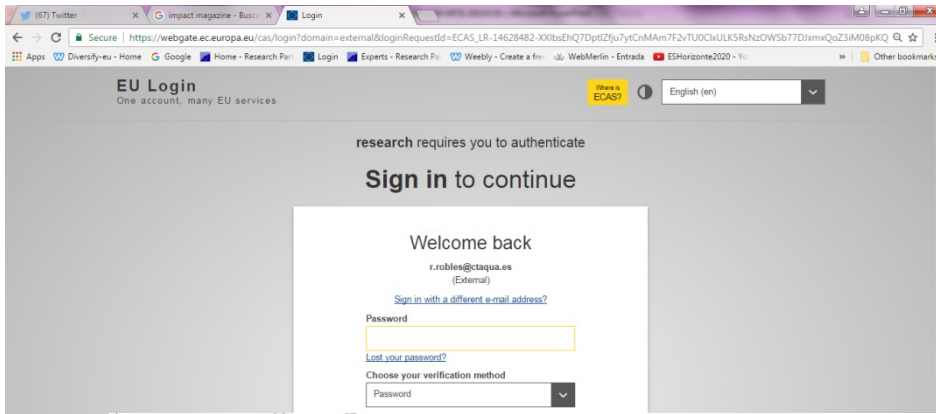 (67) Twitter
impact magazine - Busc
Login
Secure | https://webgate.ec.europa.eu/cas/login?domain=external&loginRequestId=ECAS_LR-14628482-
Apps Diversify-eu - Home Google Home - Research Par Login Experts - Research Pa Weebly - Create a fre WebMerlin - Entrada ESHorizonte2020 - Yo » Other bookmarks
EU Login
One account, many EU services
Where is
ECAS?
English (en)
research requires you to authenticate
Sign in to continue
Welcome back
r.robles@ctaqua.es
(External)
Sign in with a different e-mail address?
Password
Lost your password?
Choose your verification method
Password